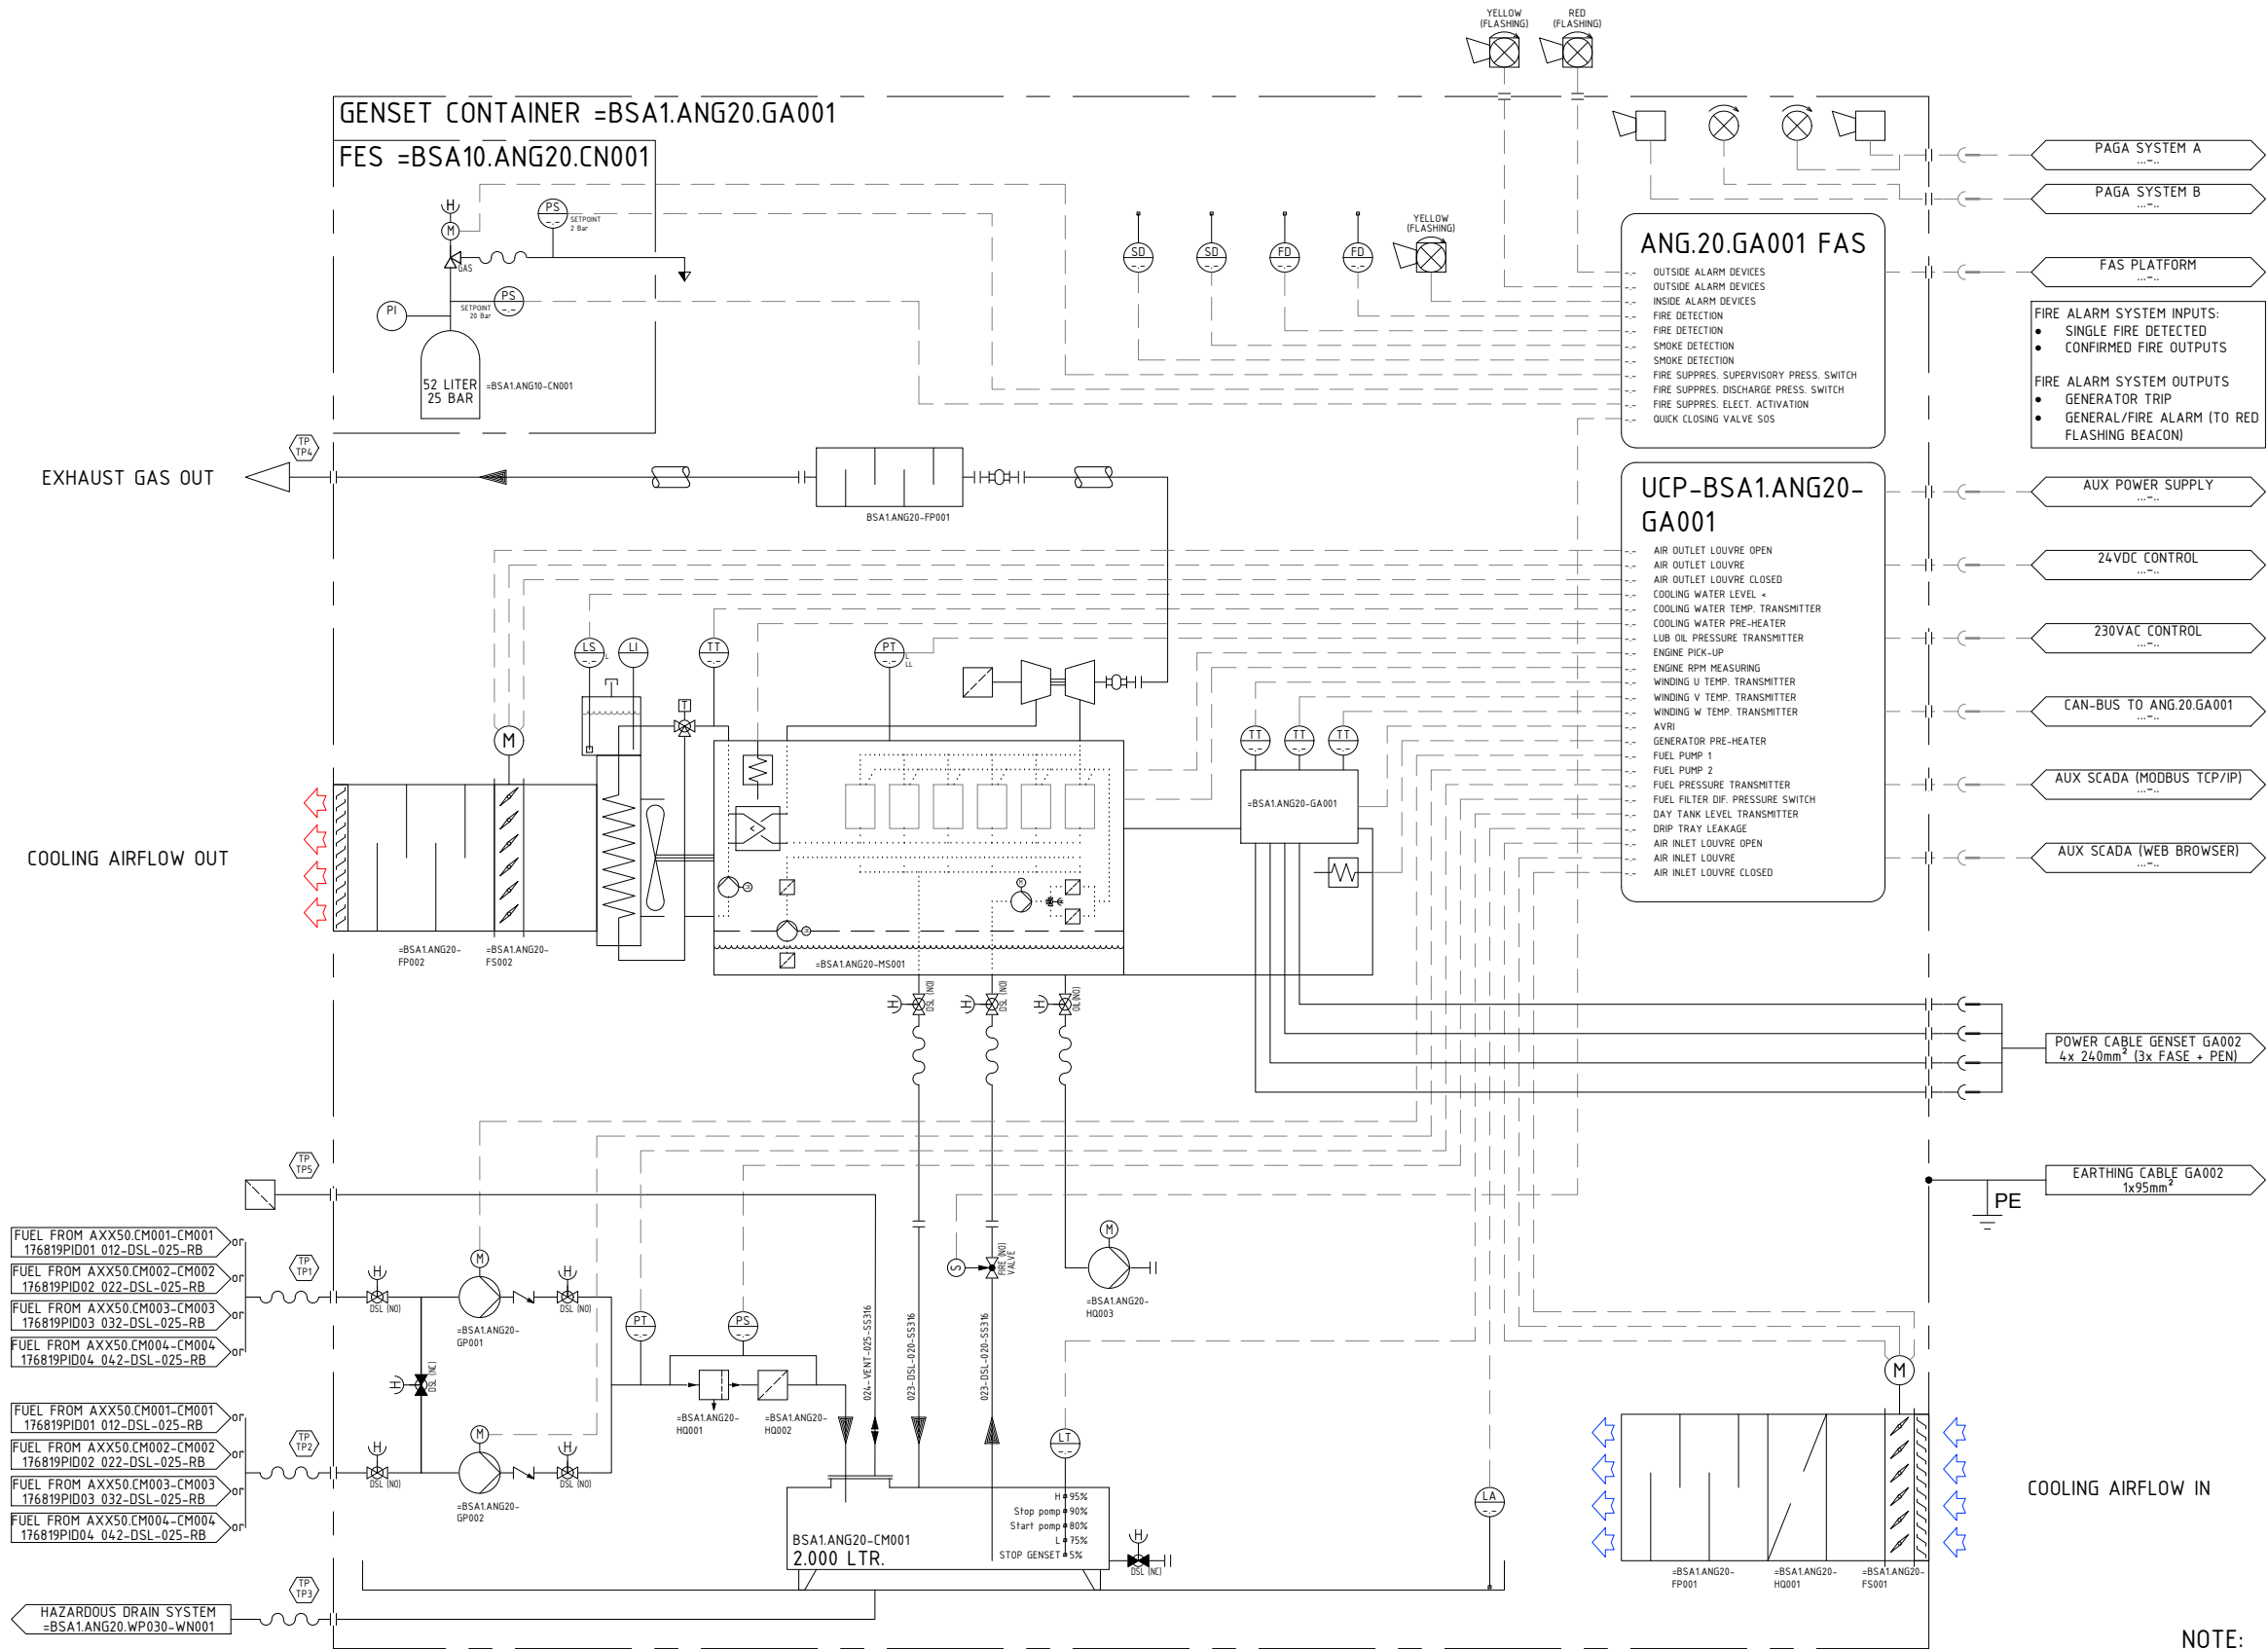 YELLOW
(FLASHING)
RED
(FLASHING)
GENSET CONTAINER =BSA1.ANG20.GA001
FES =BSA10.ANG20.CN001
H
M
PS
-.-
SETPOINT
2 Bar
GAS
PS
-.-
SETPOINT
20 Bar
PI
52 LITER
25 BAR
=BSA1.ANG10-CN001
SD
-.-
SD
-.-
FD
-.-
FD
-.-
YELLOW
(FLASHING)
PAGA SYSTEM A
...-..
PAGA SYSTEM B
...-..
FAS PLATFORM
...-..
ANG.20.GA001 FAS
-.- OUTSIDE ALARM DEVICES
-.- OUTSIDE ALARM DEVICES
-.- INSIDE ALARM DEVICES
-.- FIRE DETECTION
-.- FIRE DETECTION
-.- SMOKE DETECTION
-.- SMOKE DETECTION
-.- FIRE SUPPRES. SUPERVISORY PRESS. SWITCH
-.- FIRE SUPPRES. DISCHARGE PRESS. SWITCH
-.- FIRE SUPPRES. ELECT. ACTIVATION
-.- QUICK CLOSING VALVE SOS
FIRE ALARM SYSTEM INPUTS:
• SINGLE FIRE DETECTED
• CONFIRMED FIRE OUTPUTS
FIRE ALARM SYSTEM OUTPUTS
• GENERATOR TRIP
• GENERAL/FIRE ALARM (TO RED
FLASHING BEACON)
TP
TP4
EXHAUST GAS OUT
BSA1.ANG20-FP001
UCP-BSA1.ANG20-
GA001
-.- AIR OUTLET LOUVRE OPEN
-.- AIR OUTLET LOUVRE
-.- AIR OUTLET LOUVRE CLOSED
-.- COOLING WATER LEVEL <
-.- COOLING WATER TEMP. TRANSMITTER
-.- COOLING WATER PRE-HEATER
-.- LUB OIL PRESSURE TRANSMITTER
-.- ENGINE PICK-UP
-.- ENGINE RPM MEASURING
-.- WINDING U TEMP. TRANSMITTER
-.- WINDING V TEMP. TRANSMITTER
-.- WINDING W TEMP. TRANSMITTER
-.- AVRI
-.- GENERATOR PRE-HEATER
-.- FUEL PUMP 1
-.- FUEL PUMP 2
-.- FUEL PRESSURE TRANSMITTER
-.- FUEL FILTER DIF. PRESSURE SWITCH
-.- DAY TANK LEVEL TRANSMITTER
-.- DRIP TRAY LEAKAGE
-.- AIR INLET LOUVRE OPEN
-.- AIR INLET LOUVRE
-.- AIR INLET LOUVRE CLOSED
AUX POWER SUPPLY
...-..
24VDC CONTROL
...-..
230VAC CONTROL
...-..
CAN-BUS TO ANG.20.GA001
...-..
AUX SCADA (MODBUS TCP/IP)
...-..
AUX SCADA (WEB BROWSER)
...-..
LS
-.-
L
LI
TT
-.-
PT
-.-
L
LL
T
M
TT
-.-
TT
-.-
TT
-.-
=BSA1.ANG20-GA001
<
M
COOLING AIRFLOW OUT
=BSA1.ANG20-
FP002
=BSA1.ANG20-
FS002
=BSA1.ANG20-MS001
H
DSL (NO)
H
DSL (NO)
H
OIL(NO)
POWER CABLE GENSET GA002
4x 240mm² (3x FASE + PEN)
EARTHING CABLE GA002
1x95mm²
PE
TP
TP5
FUEL FROM AXX50.CM001-CM001
176819PID01 012-DSL-025-RB
or
FUEL FROM AXX50.CM002-CM002
176819PID02 022-DSL-025-RB
or
FUEL FROM AXX50.CM003-CM003
176819PID03 032-DSL-025-RB
or
FUEL FROM AXX50.CM004-CM004
176819PID04 042-DSL-025-RB
or
TP
TP1
H
DSL (NO)
M
=BSA1.ANG20-
GP001
H
DSL (NO)
H
DSL (NC)
PT
-.-
PS
-.-
=BSA1.ANG20-
HQ001
=BSA1.ANG20-
HQ002
024-VENT-025-SS316
023-DSL-020-SS316
023-DSL-020-SS316
S
FIRE (NO)
VALVE
M
=BSA1.ANG20-
HQ003
FUEL FROM AXX50.CM001-CM001
176819PID01 012-DSL-025-RB
or
FUEL FROM AXX50.CM002-CM002
176819PID02 022-DSL-025-RB
or
FUEL FROM AXX50.CM003-CM003
176819PID03 032-DSL-025-RB
or
FUEL FROM AXX50.CM004-CM004
176819PID04 042-DSL-025-RB
or
TP
TP2
H
DSL (NO)
M
=BSA1.ANG20-
GP002
H
DSL (NO)
LT
-.-
H 95%
Stop pomp 90%
Start pomp 80%
L 75%
STOP GENSET 5%
BSA1.ANG20-CM001
2.000 LTR.
H
DSL (NC)
LA
-.-
M
=BSA1.ANG20-
FP001
=BSA1.ANG20-
HQ001
=BSA1.ANG20-
FS001
COOLING AIRFLOW IN
TP
TP3
HAZARDOUS DRAIN SYSTEM
=BSA1.ANG20.WP030-WN001
NOTE: